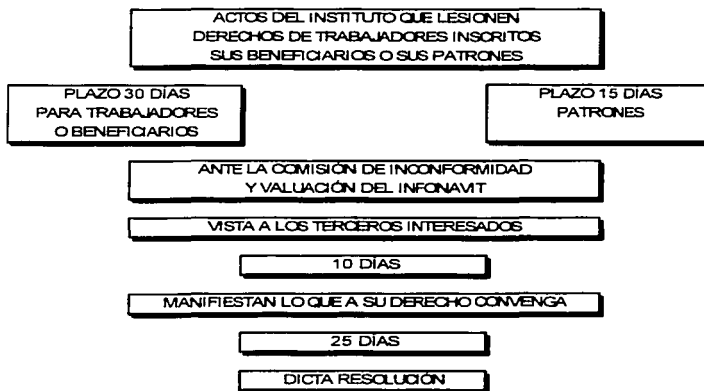 ACTOS DEL INSTITUTO QUE LESIONEN
DERECHOS DE TRABAJADORES INSCRITOS
SUS BENEFICIARIOS O SUS PATRONES
PLAZO 30 DÍAS
PARA TRABAJADORES
O BENEFICIARIOS
PLAZO 15 DÍAS
PATRONES
ANTE LA COMISIÓN DE INCONFORMIDAD
Y VALUACIÓN DEL INFONAVIT
VISTA A LOS TERCEROS INTERESADOS
10 DÍAS
MANIFIESTAN LO QUE A SU DERECHO CONVENGA
25 DÍAS
DICTA RESOLUCIÓN